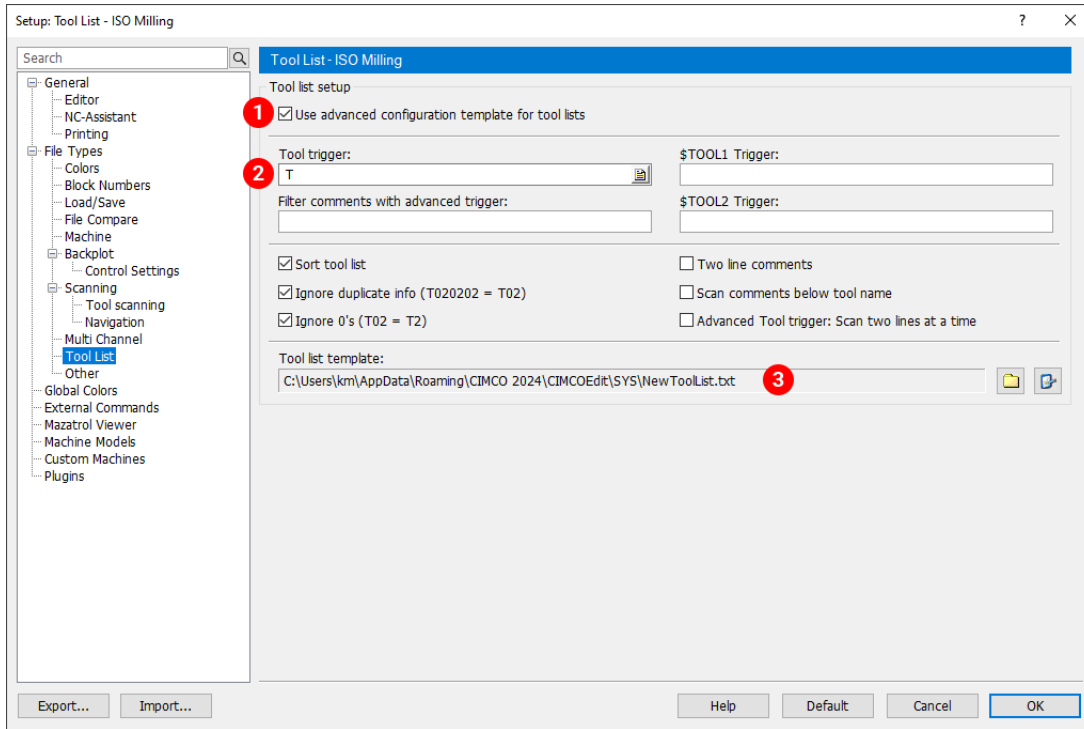 Setup: Tool List - ISO Milling
?
Search
General
Editor
NC-Assistant
Printing
File Types
Colors
Block Numbers
Load/Save
File Compare
Machine
Backplot
Control Settings
Scanning
Tool scanning
Navigation
Multi Channel
Tool List
Other
Global Colors
External Commands
Mazatrol Viewer
Machine Models
Custom Machines
Plugins
Tool List - ISO Milling
Tool list setup
1 Use advanced configuration template for tool lists
Tool trigger: $TOOL1 Trigger:
2 T
Filter comments with advanced trigger: $TOOL2 Trigger:
Sort tool list Two line comments
Ignore duplicate info (T020202 = T02) Scan comments below tool name
Ignore 0's (T02 = T2) Advanced Tool trigger: Scan two lines at a time
Tool list template:
C:\Users\km\AppData\Roaming\CIMCO 2024\CIMCOEdit\SYS\NewToolList.txt 3
Export... Import... Help Default Cancel OK